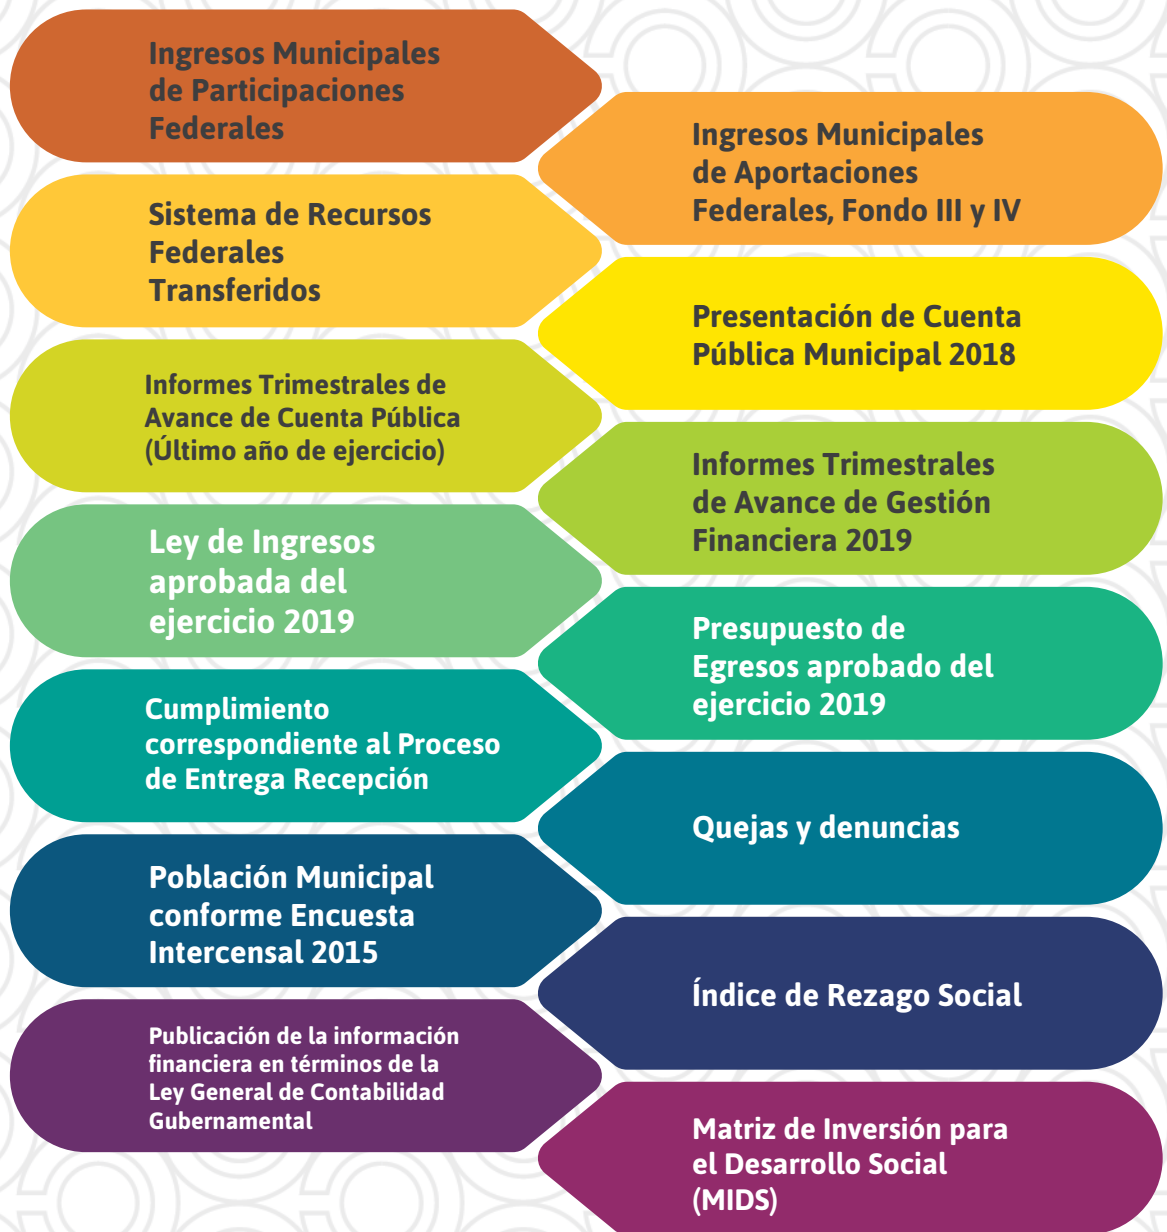 Ingresos Municipales
de Participaciones
Federales
Ingresos Municipales
de Aportaciones
Federales, Fondo III y IV
Sistema de Recursos
Federales
Transferidos
Presentación de Cuenta
Pública Municipal 2018
Informes Trimestrales de
Avance de Cuenta Pública
(Último año de ejercicio)
Informes Trimestrales
de Avance de Gestión
Financiera 2019
Ley de Ingresos
aprobada del
ejercicio 2019
Presupuesto de
Egresos aprobado del
ejercicio 2019
Cumplimiento
correspondiente al Proceso
de Entrega Recepción
Quejas y denuncias
Población Municipal
conforme Encuesta
Intercensal 2015
Índice de Rezago Social
Publicación de la información
financiera en términos de la
Ley General de Contabilidad
Gubernamental
Matriz de Inversión para
el Desarrollo Social
(MIDS)